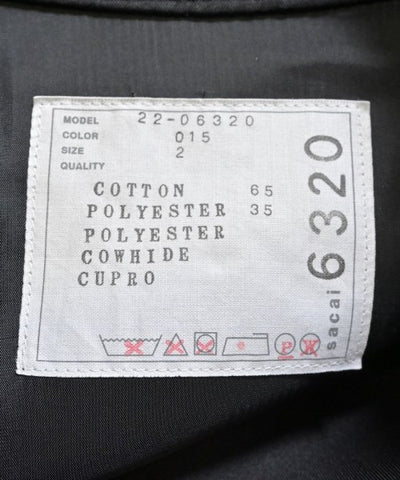 MODEL 22-06320
COLOR 015
SIZE 2
QUALITY
COTTON 65
POLYESTER 35
POLYESTER
COWHIDE
CUPRO
sacai 6320
P W